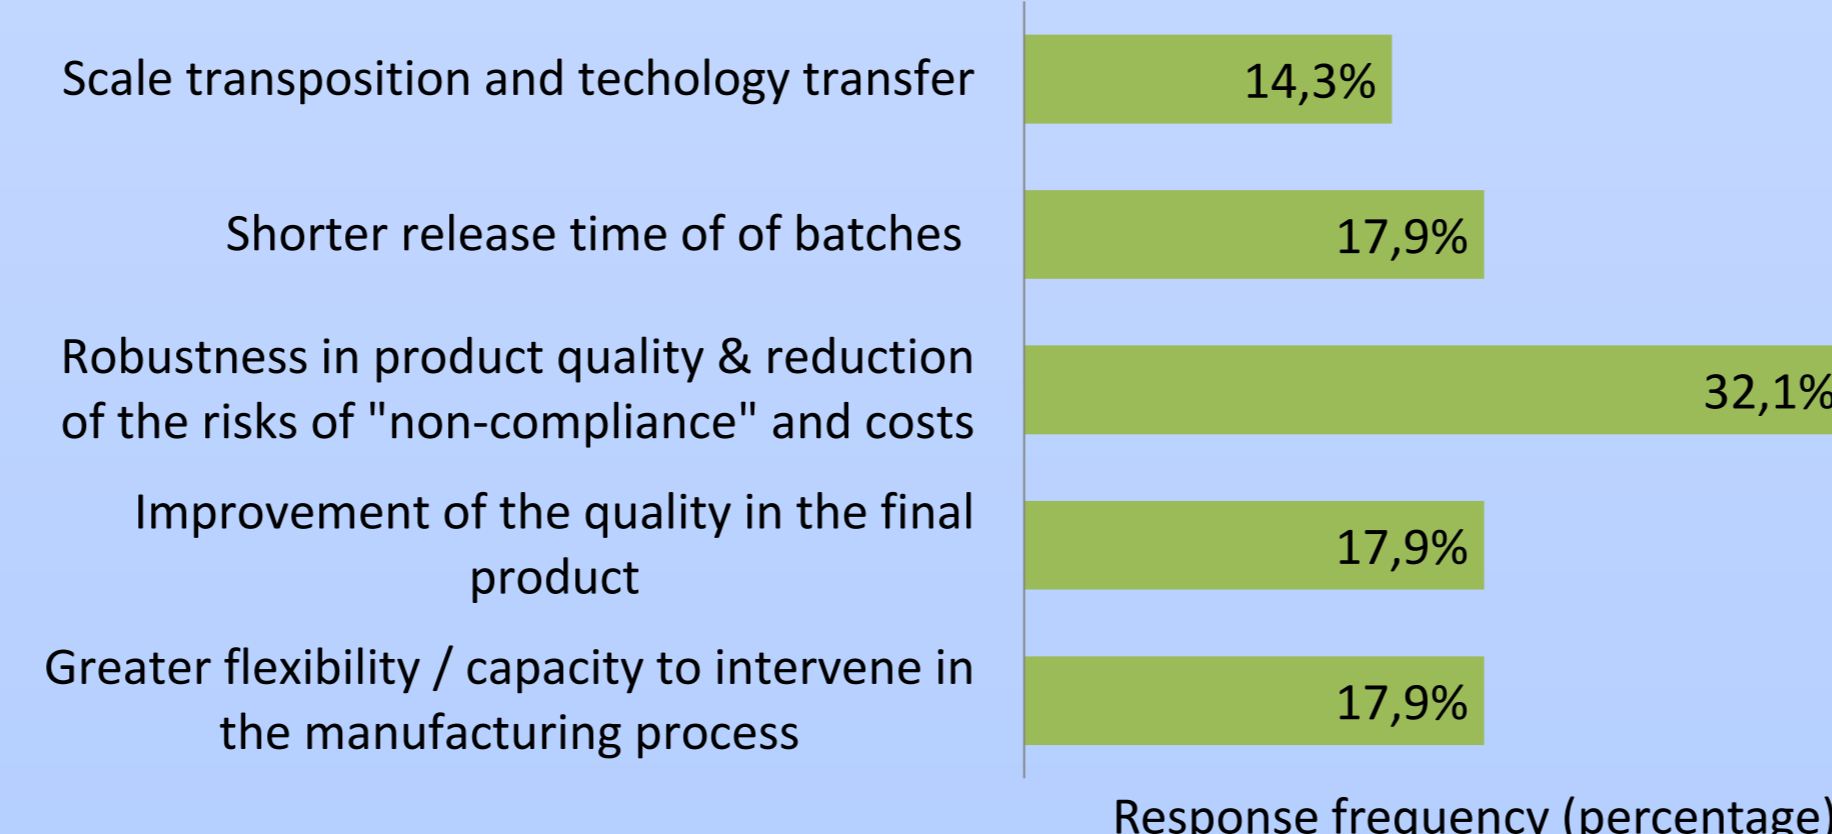 Scale transposition and techology transfer
14,3%
Shorter release time of of batches
17,9%
Robustness in product quality & reduction
of the risks of "non-compliance" and costs
32,1%
Improvement of the quality in the final
product
17,9%
Greater flexibility / capacity to intervene in
the manufacturing process
17,9%
Response frequency (percentage)